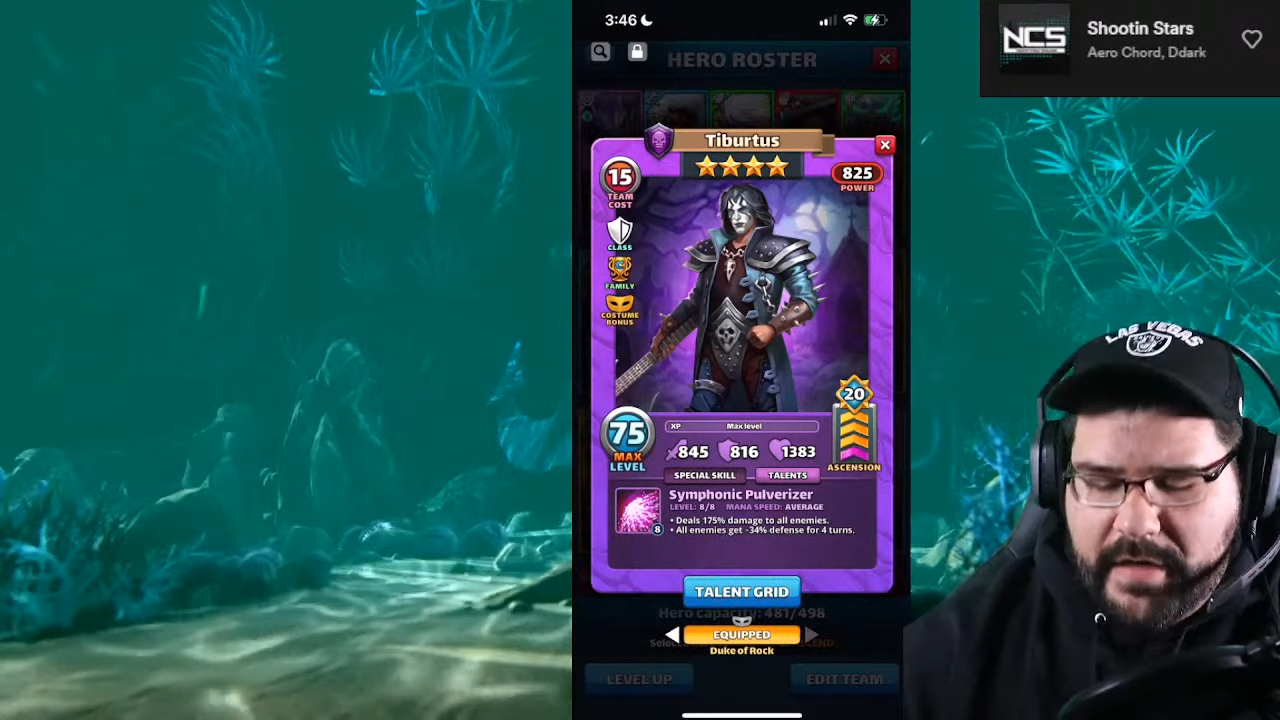 3:46
HERO ROSTER
NCS
Shootin Stars
Aero Chord, Ddark
Tiburtus
15
TEAM COST
825
POWER
CLASS
FAMILY
COSTUME BONUS
LAS VEGAS
20
75
MAX LEVEL
XP Max level
845 816 1383
ASCENSION
SPECIAL SKILL TALENTS
Symphonic Pulverizer
LEVEL: 8/8 MANA SPEED: AVERAGE
• Deals 175% damage to all enemies.
• All enemies get -34% defense for 4 turns.
8
TALENT GRID
Hero capacity: 481/498
EQUIPPED
Duke of Rock
LEVEL UP
EDIT TEAM